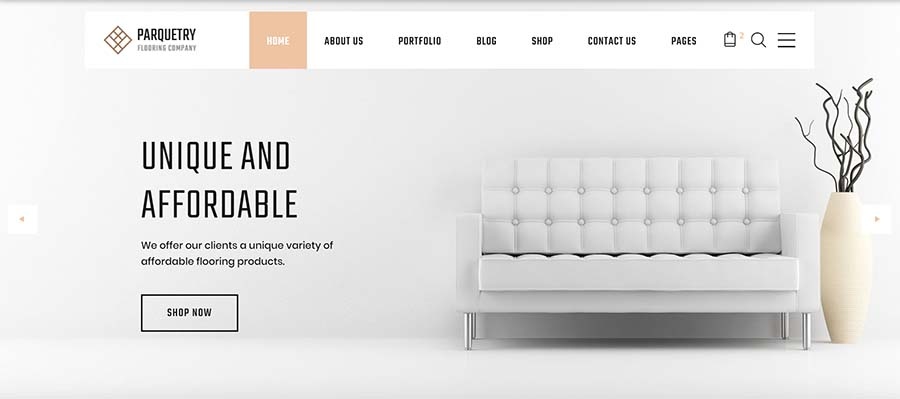 PARQUETRY
FLOORING COMPANY
HOME ABOUT US PORTFOLIO BLOG SHOP CONTACT US PAGES 2
UNIQUE AND
AFFORDABLE
We offer our clients a unique variety of
affordable flooring products.
SHOP NOW